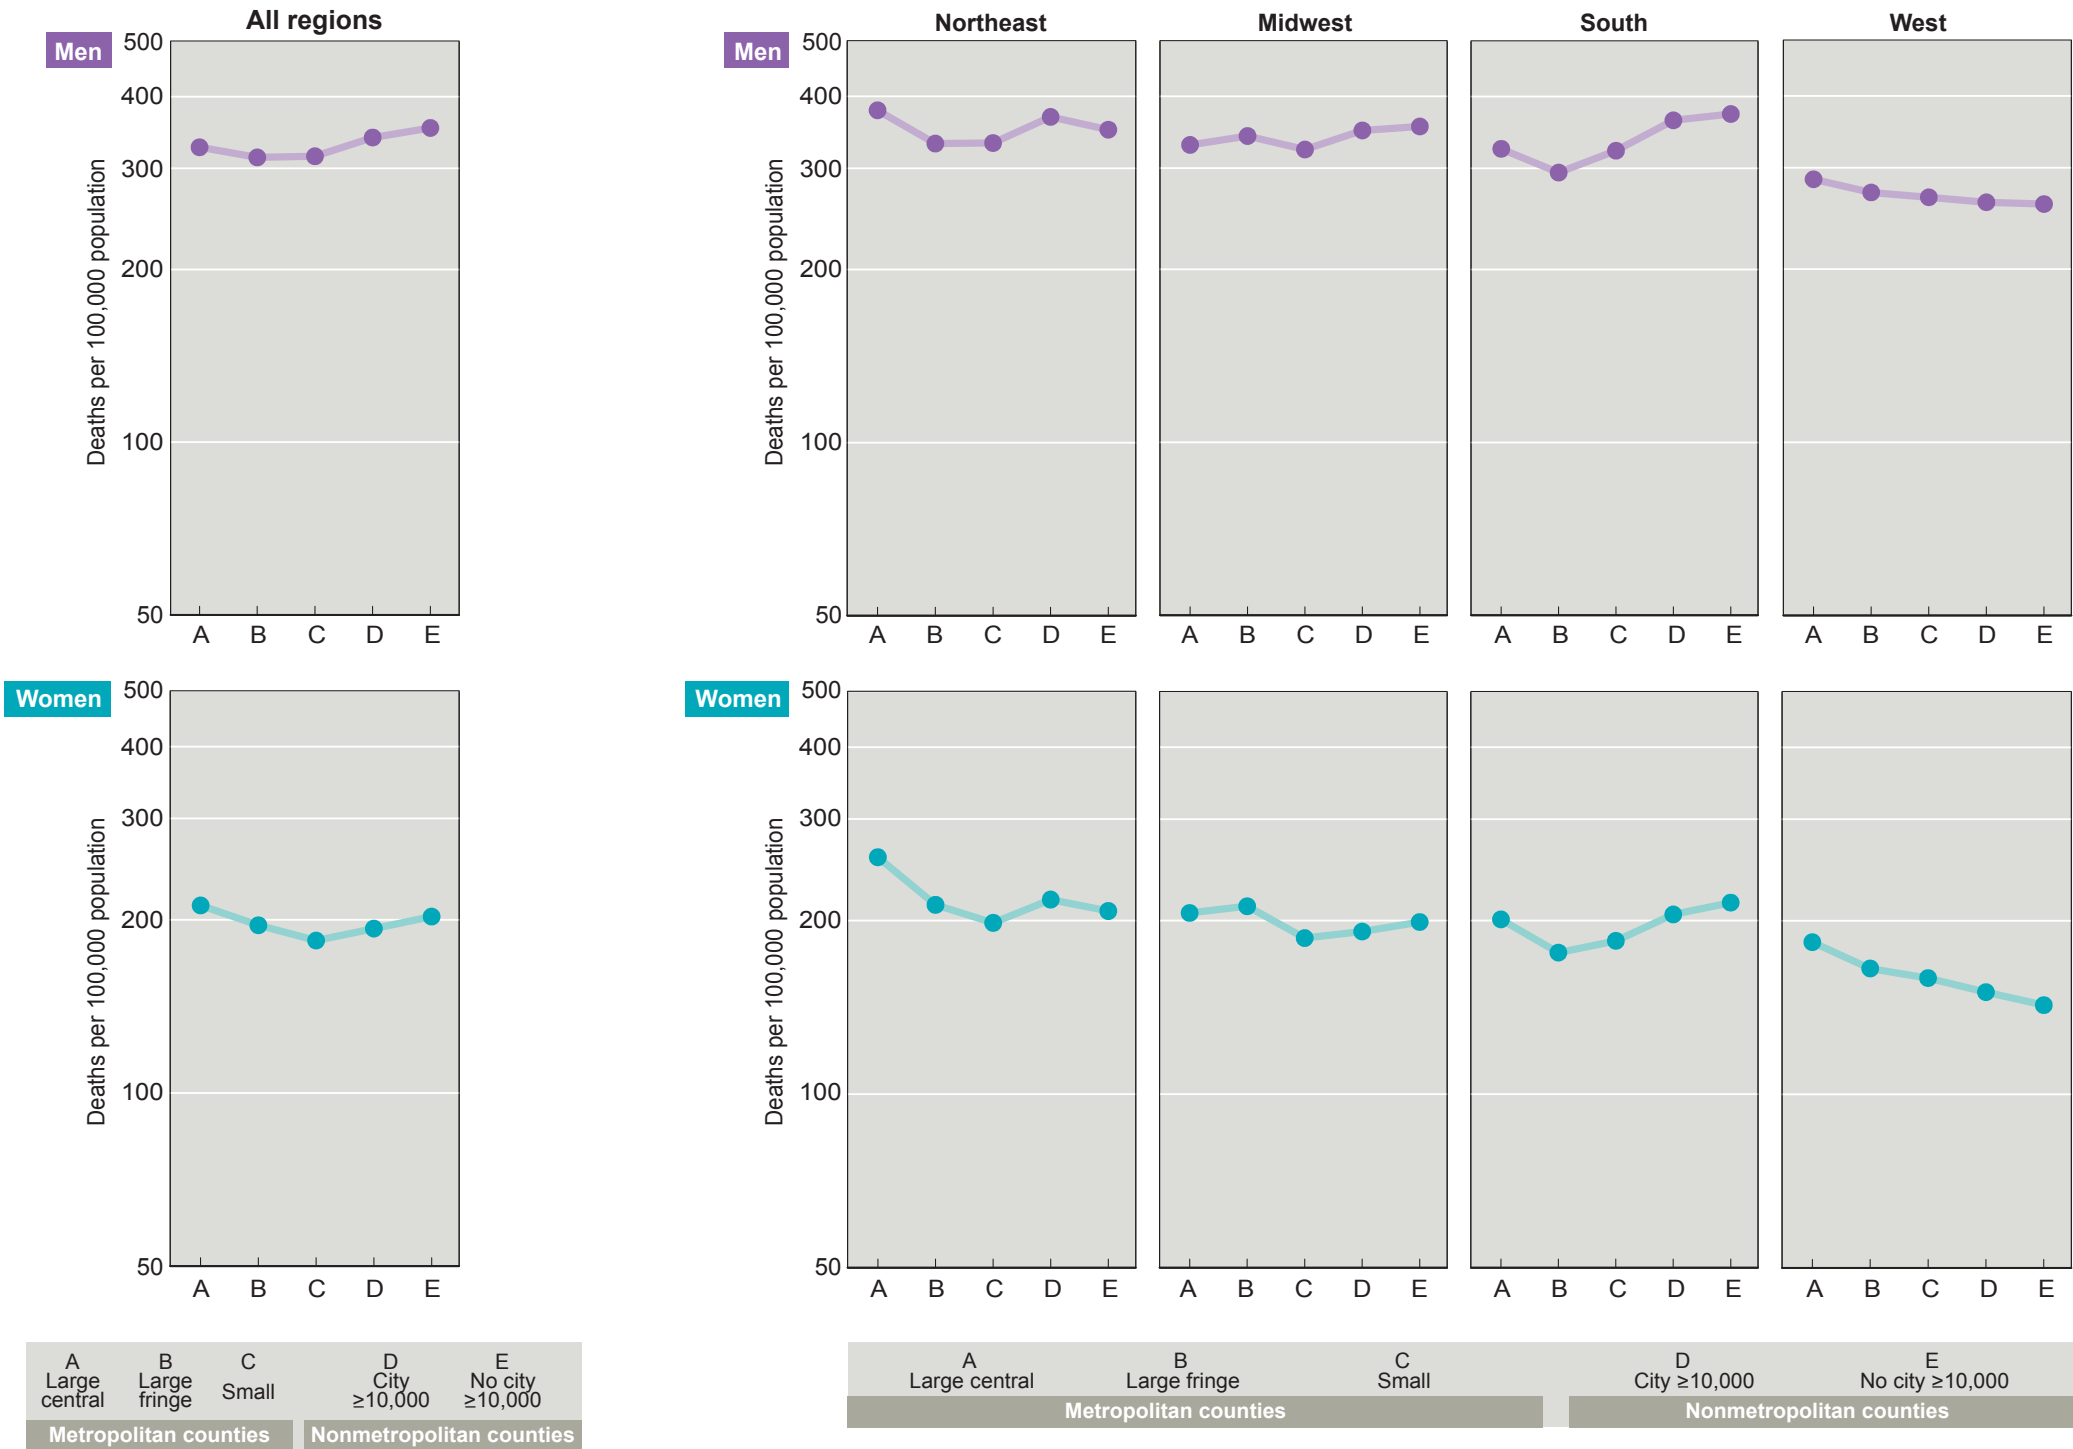 All regions
Men
500
400
300
200
100
50
Deaths per 100,000 population
A B C D E
Women
500
400
300
200
100
50
Deaths per 100,000 population
A B C D E
A B C D E
Large central
Large fringe
Small
City ≥10,000
No city ≥10,000
Metropolitan counties Nonmetropolitan counties
Northeast Midwest South West
Men
500
400
300
200
100
50
Deaths per 100,000 population
A B C D E A B C D E A B C D E A B C D E
Women
500
400
300
200
100
50
Deaths per 100,000 population
A B C D E A B C D E A B C D E A B C D E
A B C D E
Large central Large fringe Small City ≥10,000 No city ≥10,000
Metropolitan counties Nonmetropolitan counties